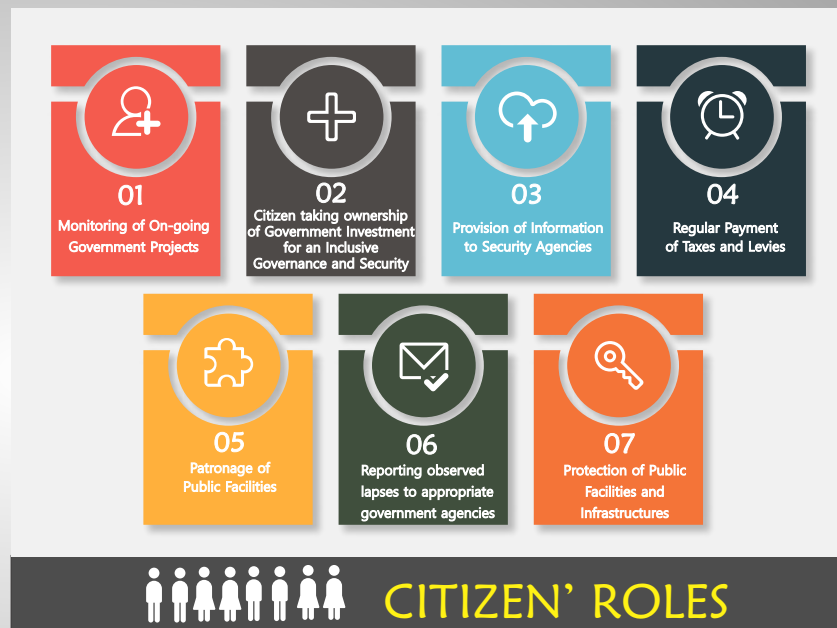 01
Monitoring of On-going
Government Projects
02
Citizen taking ownership
of Government Investment
for an Inclusive
Governance and Security
03
Provision of Information
to Security Agencies
04
Regular Payment
of Taxes and Levies
05
Patronage of
Public Facilities
06
Reporting observed
lapses to appropriate
government agencies
07
Protection of Public
Facilities and
Infrastructures
CITIZEN’ ROLES